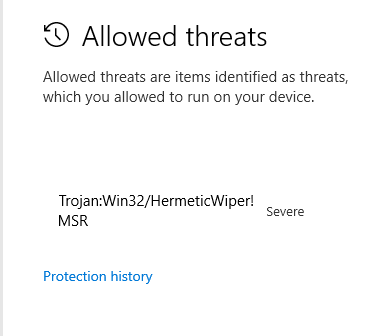 Allowed threats
Allowed threats are items identified as threats,
which you allowed to run on your device.
Trojan:Win32/HermeticWiper!
MSR
Severe
Protection history